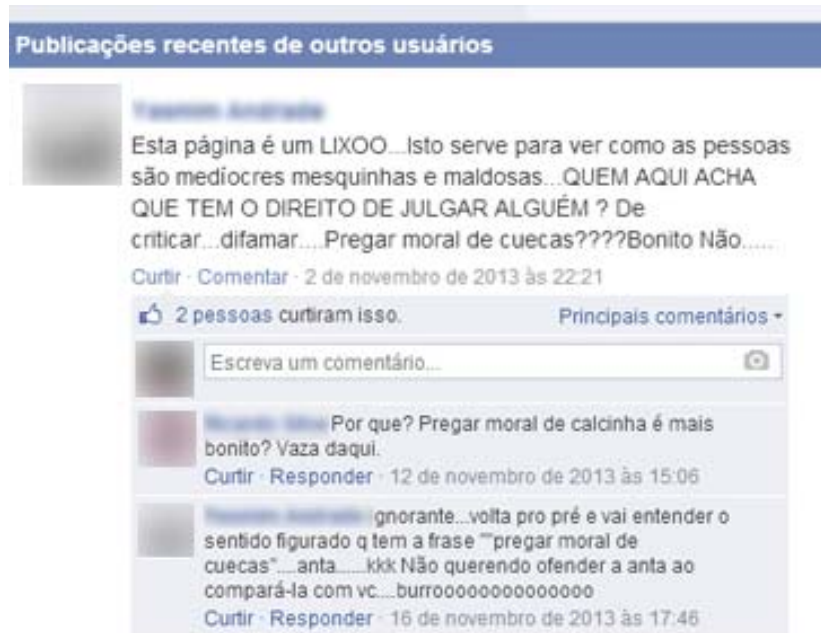 Publicações recentes de outros usuários
Esta página é um LIXOO...Isto serve para ver como as pessoas
são medíocres mesquinhas e maldosas...QUEM AQUI ACHA
QUE TEM O DIREITO DE JULGAR ALGUÉM ? De
criticar...difamar....Pregar moral de cuecas????Bonito Não.....
Curtir · Comentar · 2 de novembro de 2013 às 22:21
2 pessoas curtiram isso. Principais comentários
Escreva um comentário...
Por que? Pregar moral de calcinha é mais
bonito? Vaza daqui.
Curtir · Responder · 12 de novembro de 2013 às 15:06
gnorante...volta pro pré e vai entender o
sentido figurado q tem a frase ""pregar moral de
cuecas"....anta......kkk Não querendo ofender a anta ao
compará-la com vc....burroooooooooooooooo
Curtir · Responder · 16 de novembro de 2013 às 17:46